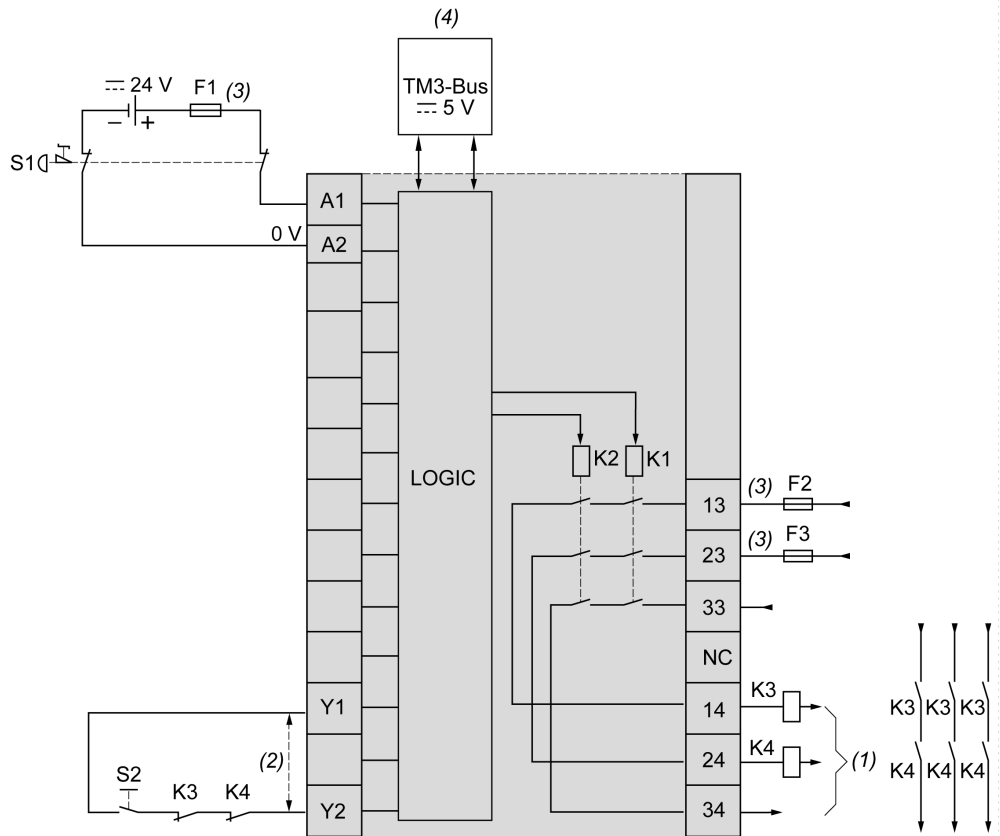 (4)
24 V
F1
(3)
TM3-Bus
5 V
– +
S1
A1
0 V
A2
LOGIC
K2
K1
13
(3)
F2
23
(3)
F3
33
NC
Y1
14
K3
24
K4
(1)
34
(2)
S2
K3
K4
Y2
K3 K3 K3
K4 K4 K4